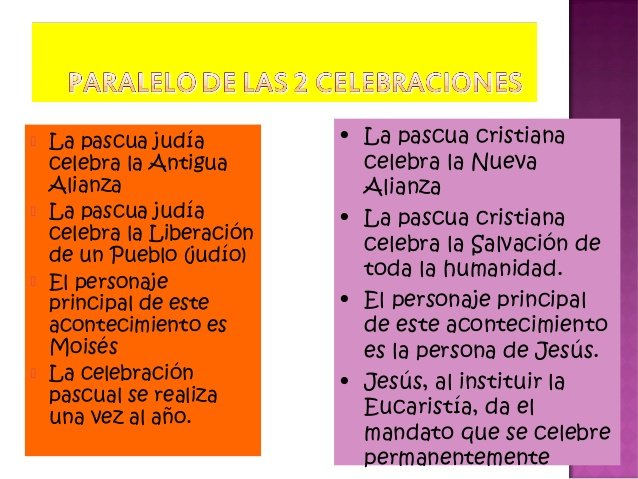 PARALELO DE LAS 2 CELEBRACIONES
La pascua judía
celebra la Antigua
Alianza
La pascua judía
celebra la Liberación
de un Pueblo (judío)
El personaje
principal de este
acontecimiento es
Moisés
La celebración
pascual se realiza
una vez al año.
• La pascua cristiana
celebra la Nueva
Alianza
• La pascua cristiana
celebra la Salvación de
toda la humanidad.
• El personaje principal
de este acontecimiento
es la persona de Jesús.
• Jesús, al instituir la
Eucaristía, da el
mandato que se celebre
permanentemente